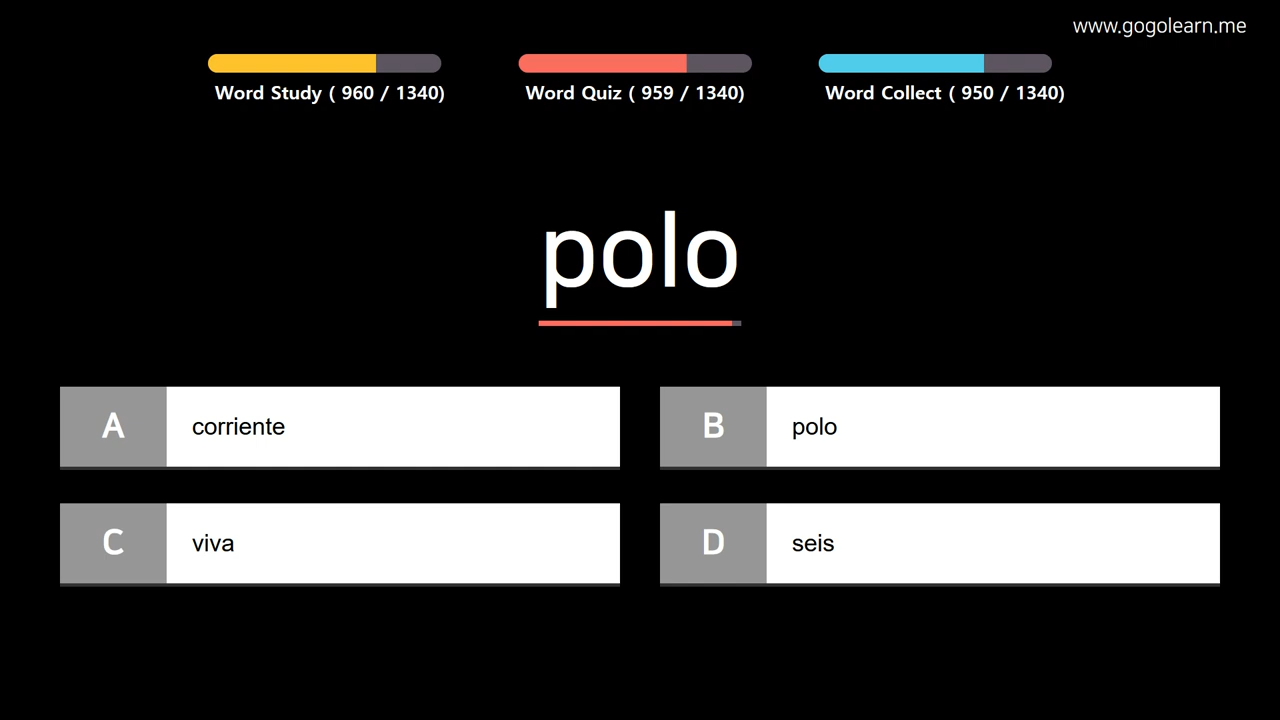 www.gogolearn.me
Word Study ( 960 / 1340)
Word Quiz ( 959 / 1340)
Word Collect ( 950 / 1340)
polo
A
corriente
B
polo
C
viva
D
seis